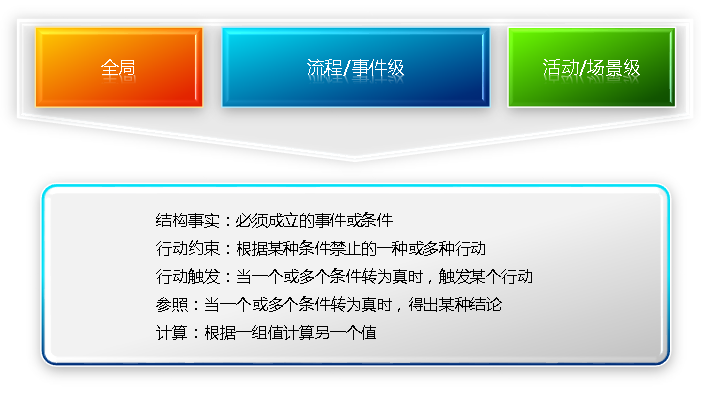 全局
流程/事件级
活动/场景级
结构事实：必须成立的事件或条件
行动约束：根据某种条件禁止的一种或多种行动
行动触发：当一个或多个条件转为真时，触发某个行动
参照：当一个或多个条件转为真时，得出某种结论
计算：根据一组值计算另一个值